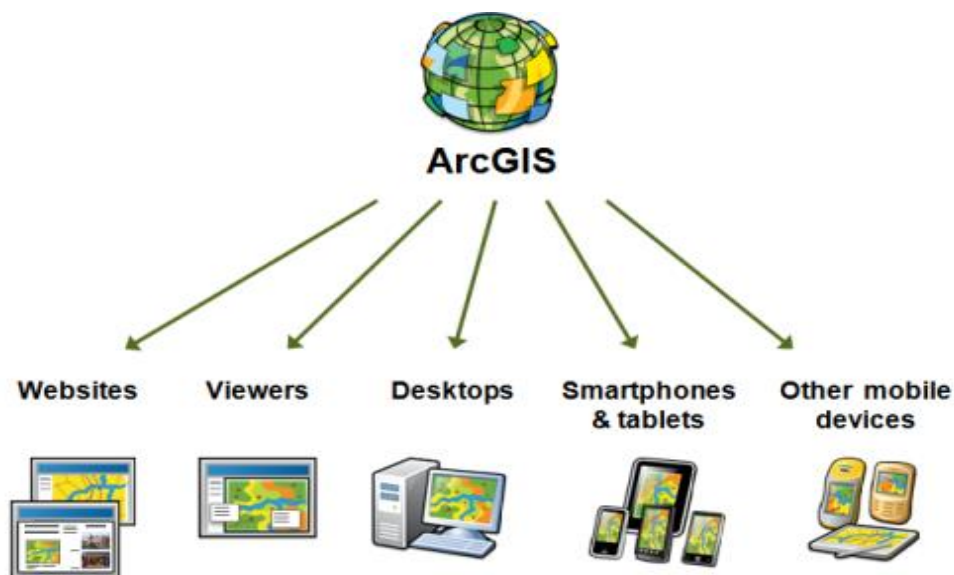 ArcGIS
Websites
Viewers
Desktops
Smartphones
& tablets
Other mobile
devices